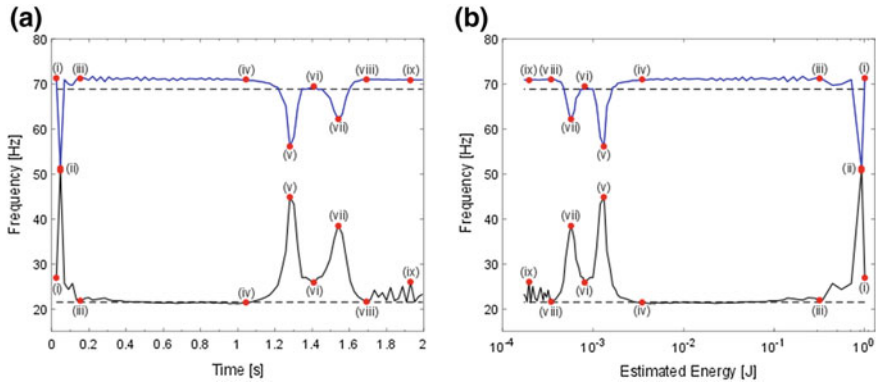 (a)
80
70
60
50
40
30
20
Frequency [Hz]
0
0.2
0.4
0.6
0.8
1
1.2
1.4
1.6
1.8
2
Time [s]
(i)
(iii)
(iv)
(vi)
(viii)
(ix)
(v)
(vii)
(ii)
(v)
(vii)
(ix)
(i)
(iii)
(iv)
(vi)
(viii)
(b)
80
70
60
50
40
30
20
Frequency [Hz]
10⁻⁴
10⁻³
10⁻²
10⁻¹
10⁰
Estimated Energy [J]
(ix)
(viii)
(vi)
(iv)
(iii)
(i)
(vii)
(v)
(ii)
(v)
(vii)
(ix)
(vi)
(viii)
(iv)
(iii)
(i)